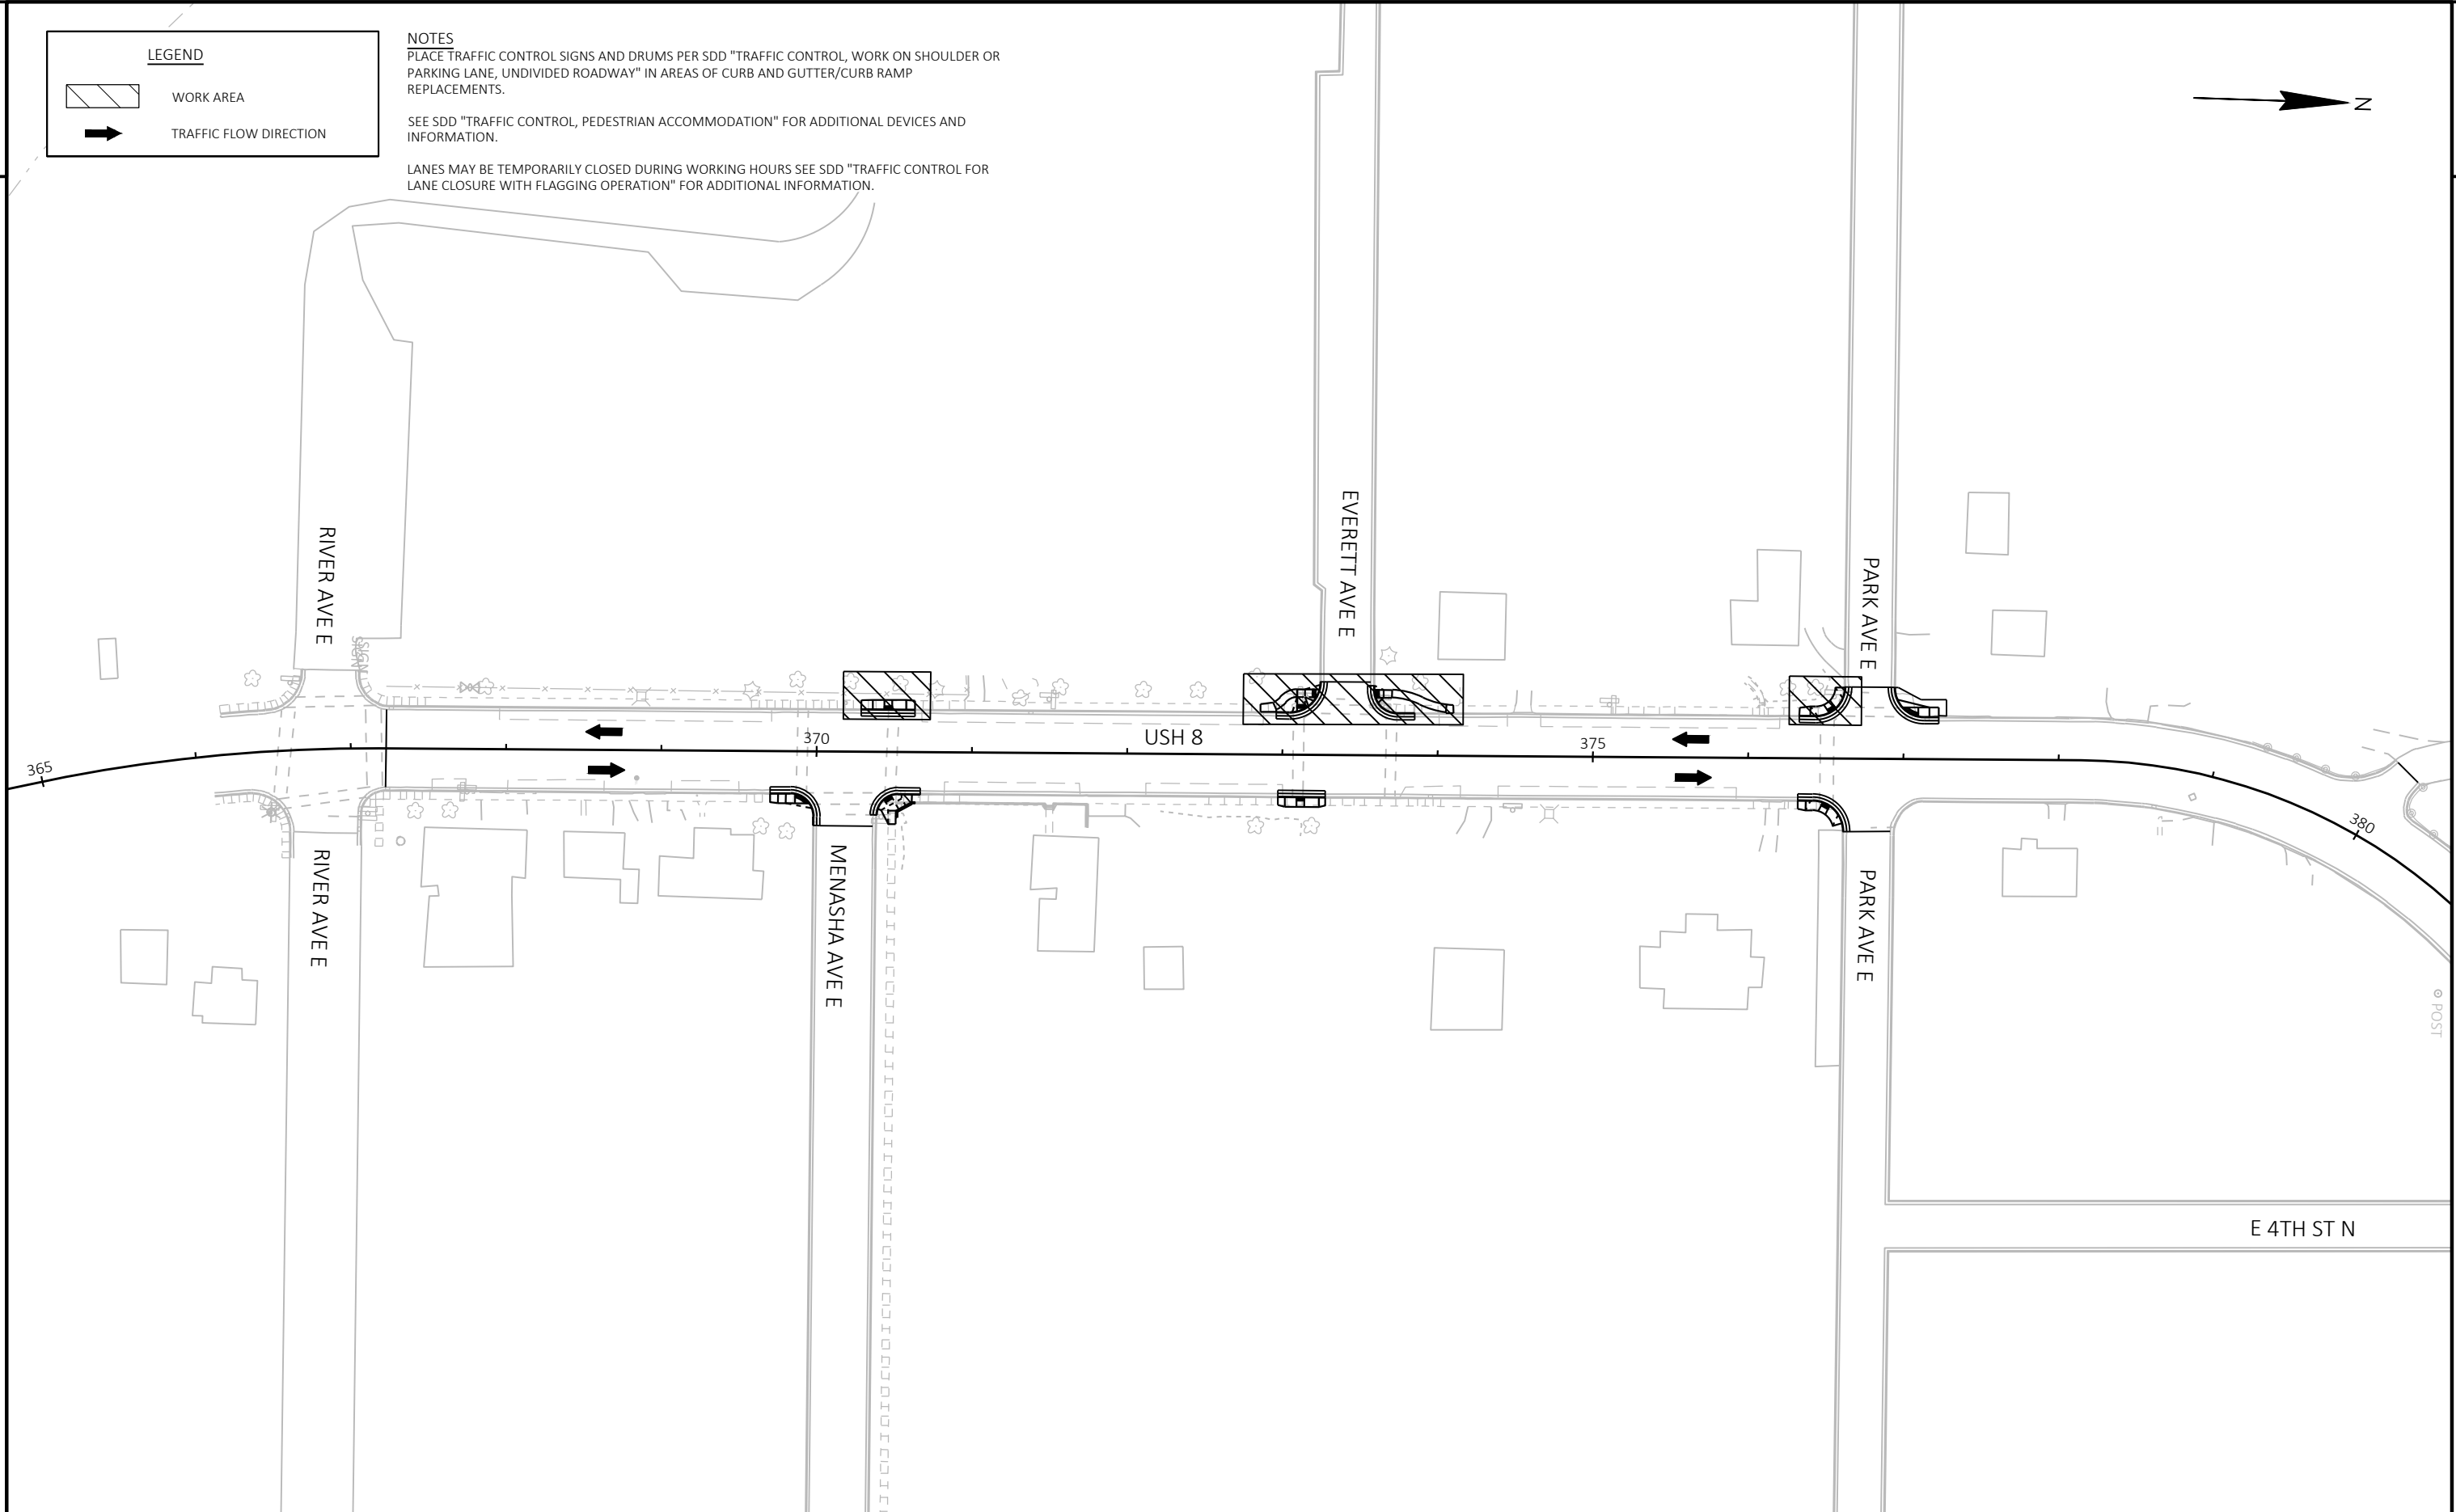 LEGEND
WORK AREA
TRAFFIC FLOW DIRECTION
NOTES
PLACE TRAFFIC CONTROL SIGNS AND DRUMS PER SDD "TRAFFIC CONTROL, WORK ON SHOULDER OR
PARKING LANE, UNDIVIDED ROADWAY" IN AREAS OF CURB AND GUTTER/CURB RAMP
REPLACEMENTS.
SEE SDD "TRAFFIC CONTROL, PEDESTRIAN ACCOMMODATION" FOR ADDITIONAL DEVICES AND
INFORMATION.
LANES MAY BE TEMPORARILY CLOSED DURING WORKING HOURS SEE SDD "TRAFFIC CONTROL FOR
LANE CLOSURE WITH FLAGGING OPERATION" FOR ADDITIONAL INFORMATION.
N
RIVER AVE E
EVERETT AVE E
PARK AVE E
SIGN
SIGN
USH 8
365
370
375
380
RIVER AVE E
MENASHA AVE E
PARK AVE E
POST
E 4TH ST N